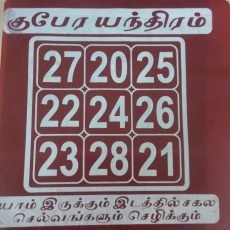 குபேர யந்திரம்
27 20 25
22 24 26
23 28 21
யாம் இருக்கும் இடத்தில் சகல
செல்வங்களும் செழிக்கும்